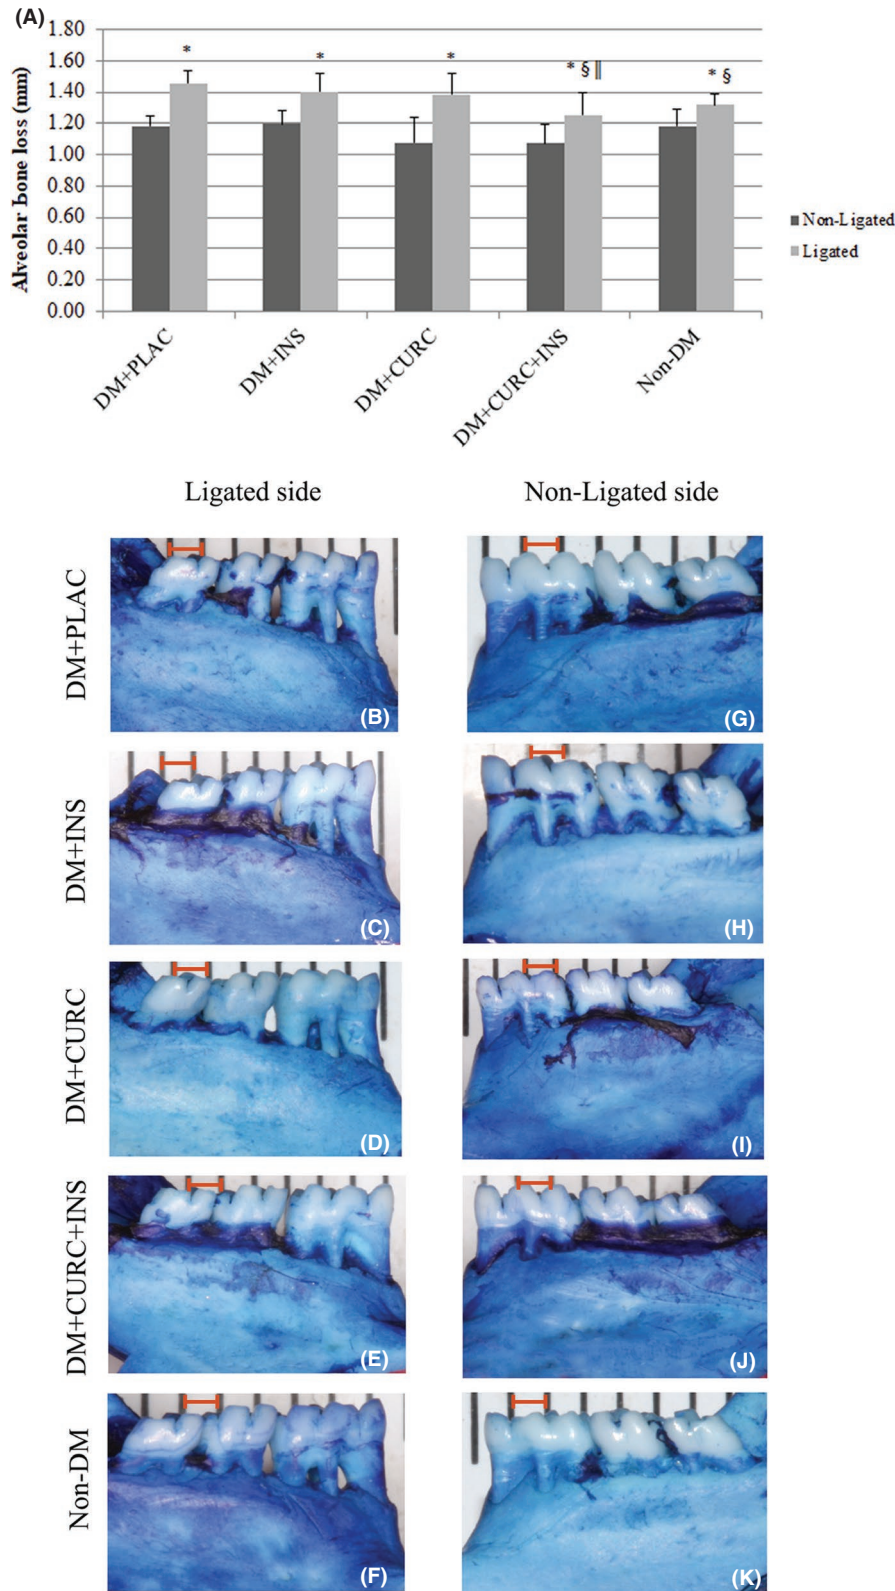 (A)
Alveolar bone loss (mm)
1.80
1.60
1.40
1.20
1.00
0.80
0.60
0.40
0.20
0.00
*
*
*
* § ‖
* §
DM+PLAC
DM+INS
DM+CURC
DM+CURC+INS
Non-DM
Non-Ligated
Ligated
Ligated side
Non-Ligated side
DM+PLAC
(B)
(G)
DM+INS
(C)
(H)
DM+CURC
(D)
(I)
DM+CURC+INS
(E)
(J)
Non-DM
(F)
(K)